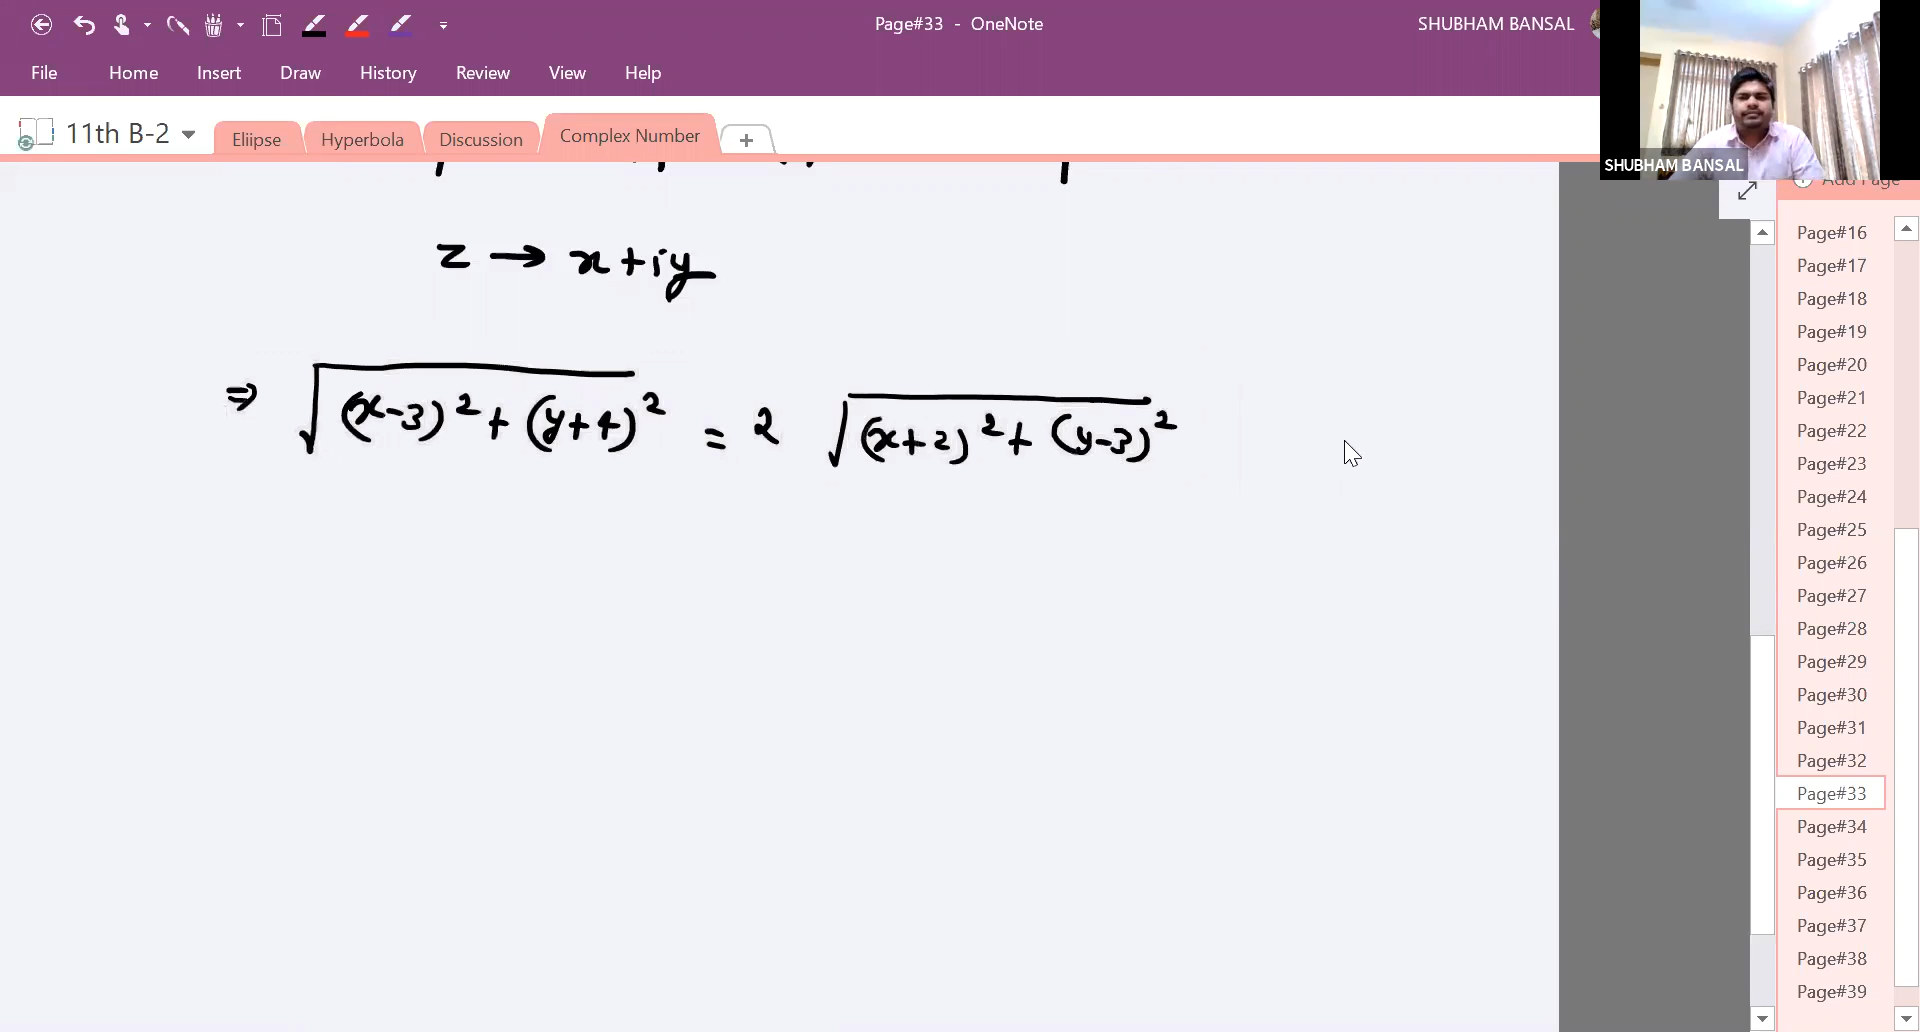 Page#33 - OneNote
SHUBHAM BANSAL
File Home Insert Draw History Review View Help
11th B-2
Eliipse Hyperbola Discussion Complex Number +
SHUBHAM BANSAL
Add Page
z → x+iy
⇒ √(x-3)²+(y+4)² = 2 √(x+2)²+(y-3)²
Page#16
Page#17
Page#18
Page#19
Page#20
Page#21
Page#22
Page#23
Page#24
Page#25
Page#26
Page#27
Page#28
Page#29
Page#30
Page#31
Page#32
Page#33
Page#34
Page#35
Page#36
Page#37
Page#38
Page#39